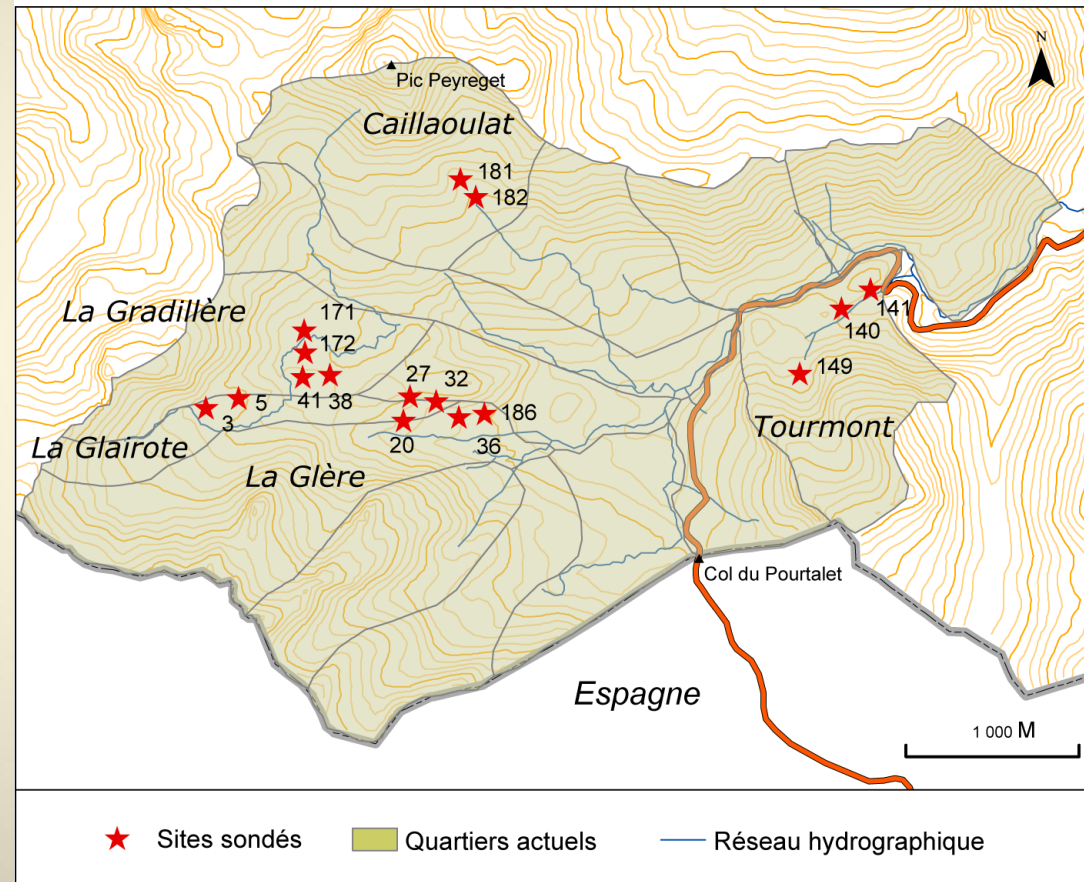 N
Pic Peyreget
Caillaoulat
181
182
La Gradillère
171
172
141
140
149
27
32
5
41
38
186
3
20
36
La Glaïrote
La Glère
Tourmont
Col du Pourtalet
Espagne
1 000 M
Sites sondés
Quartiers actuels
Réseau hydrographique